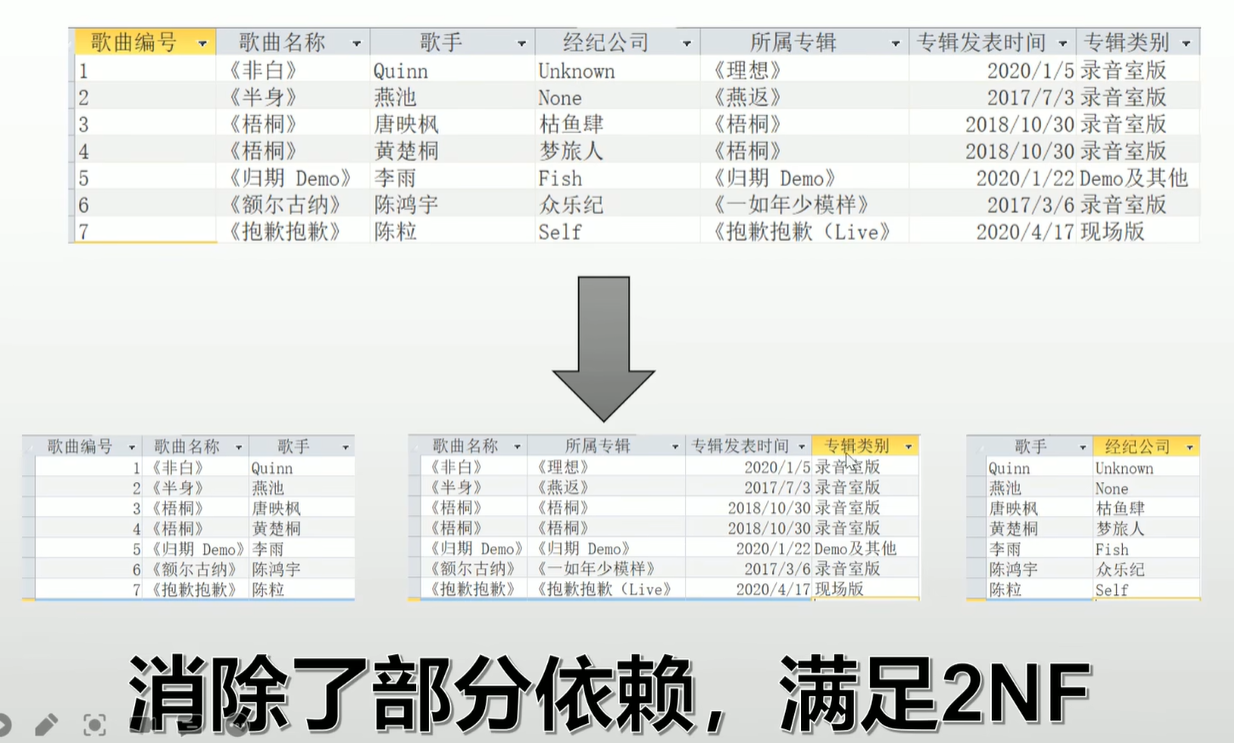 歌曲编号 歌曲名称 歌手 经纪公司 所属专辑 专辑发表时间 专辑类别
1 《非白》 Quinn Unknown 《理想》 2020/1/5 录音室版
2 《半身》 燕池 None 《燕返》 2017/7/3 录音室版
3 《梧桐》 唐映枫 枯鱼肆 《梧桐》 2018/10/30 录音室版
4 《梧桐》 黄楚桐 梦旅人 《梧桐》 2018/10/30 录音室版
5 《归期 Demo》 李雨 Fish 《归期 Demo》 2020/1/22 Demo及其他
6 《额尔古纳》 陈鸿宇 众乐纪 《一如年少模样》 2017/3/6 录音室版
7 《抱歉抱歉》 陈粒 Self 《抱歉抱歉（Live》 2020/4/17 现场版
歌曲编号 歌曲名称 歌手
1 《非白》 Quinn
2 《半身》 燕池
3 《梧桐》 唐映枫
4 《梧桐》 黄楚桐
5 《归期 Demo》 李雨
6 《额尔古纳》 陈鸿宇
7 《抱歉抱歉》 陈粒
歌曲名称 所属专辑 专辑发表时间 专辑类别
《非白》 《理想》 2020/1/5 录音室版
《半身》 《燕返》 2017/7/3 录音室版
《梧桐》 《梧桐》 2018/10/30 录音室版
《梧桐》 《梧桐》 2018/10/30 录音室版
《归期 Demo》 《归期 Demo》 2020/1/22 Demo及其他
《额尔古纳》 《一如年少模样》 2017/3/6 录音室版
《抱歉抱歉》 《抱歉抱歉（Live》 2020/4/17 现场版
歌手 经纪公司
Quinn Unknown
燕池 None
唐映枫 枯鱼肆
黄楚桐 梦旅人
李雨 Fish
陈鸿宇 众乐纪
陈粒 Self
消除了部分依赖，满足2NF